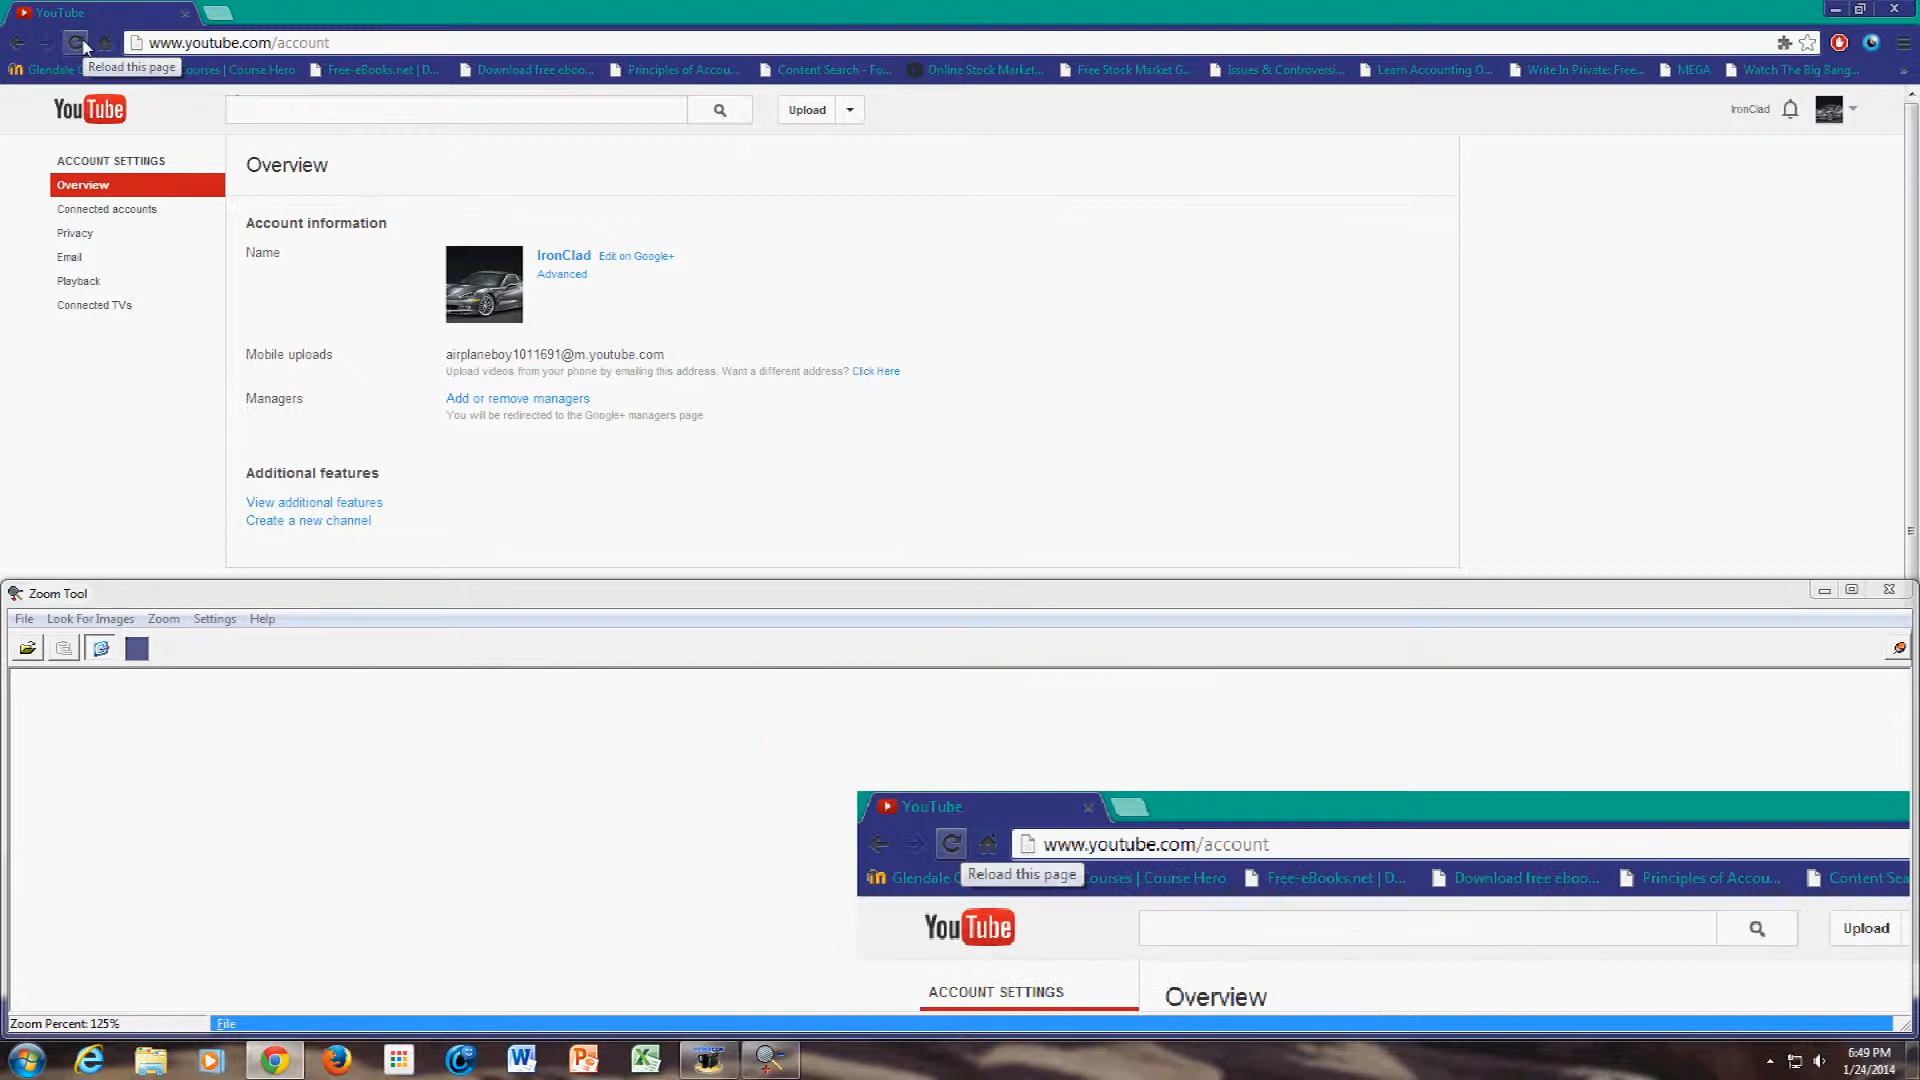 YouTube
www.youtube.com/account
Glendale C
Reload this page
ourses | Course Hero
Free-eBooks.net | D...
Download free eboo...
Principles of Accou...
Content Search - Fo...
Online Stock Market...
Free Stock Market G...
Issues & Controversi...
Learn Accounting O...
Write In Private: Free...
MEGA
Watch The Big Bang...
YouTube
Upload
IronClad
ACCOUNT SETTINGS
Overview
Connected accounts
Privacy
Email
Playback
Connected TVs
Overview
Account information
Name
IronClad Edit on Google+
Advanced
Mobile uploads
airplaneboy1011691@m.youtube.com
Upload videos from your phone by emailing this address. Want a different address? Click Here
Managers
Add or remove managers
You will be redirected to the Google+ managers page
Additional features
View additional features
Create a new channel
Zoom Tool
File Look For Images Zoom Settings Help
YouTube
www.youtube.com/account
Glendale C
Reload this page
ourses | Course Hero
Free-eBooks.net | D...
Download free eboo...
Principles of Accou...
Content Sea
YouTube
Upload
ACCOUNT SETTINGS
Overview
Zoom Percent: 125%
File
6:49 PM
1/24/2014